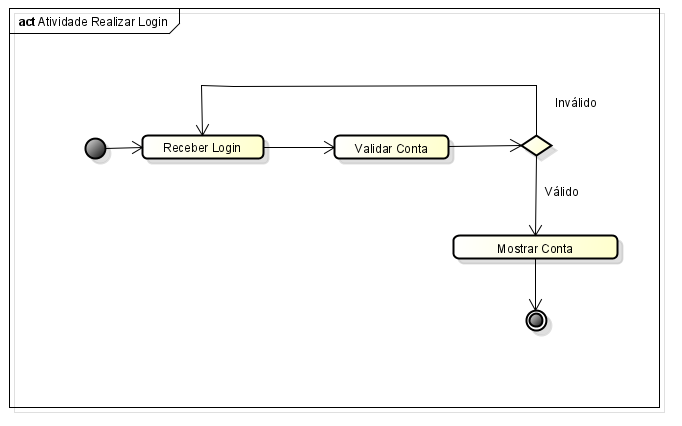 act Atividade Realizar Login
Inválido
Receber Login
Validar Conta
Válido
Mostrar Conta